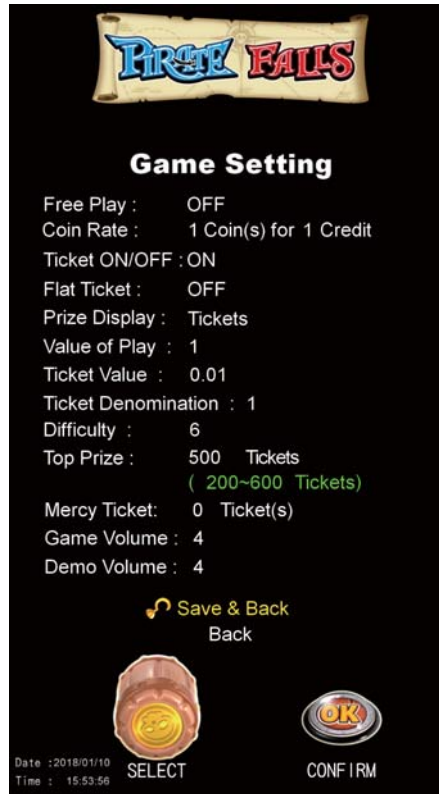 PIRATE FALLS
Game Setting
Free Play : OFF
Coin Rate : 1 Coin(s) for 1 Credit
Ticket ON/OFF : ON
Flat Ticket : OFF
Prize Display : Tickets
Value of Play : 1
Ticket Value : 0.01
Ticket Denomination : 1
Difficulty : 6
Top Prize : 500 Tickets
( 200~600 Tickets)
Mercy Ticket: 0 Ticket(s)
Game Volume : 4
Demo Volume : 4
Save & Back
Back
OK
Date :2018/01/10
Time : 15:53:56
SELECT
CONFIRM